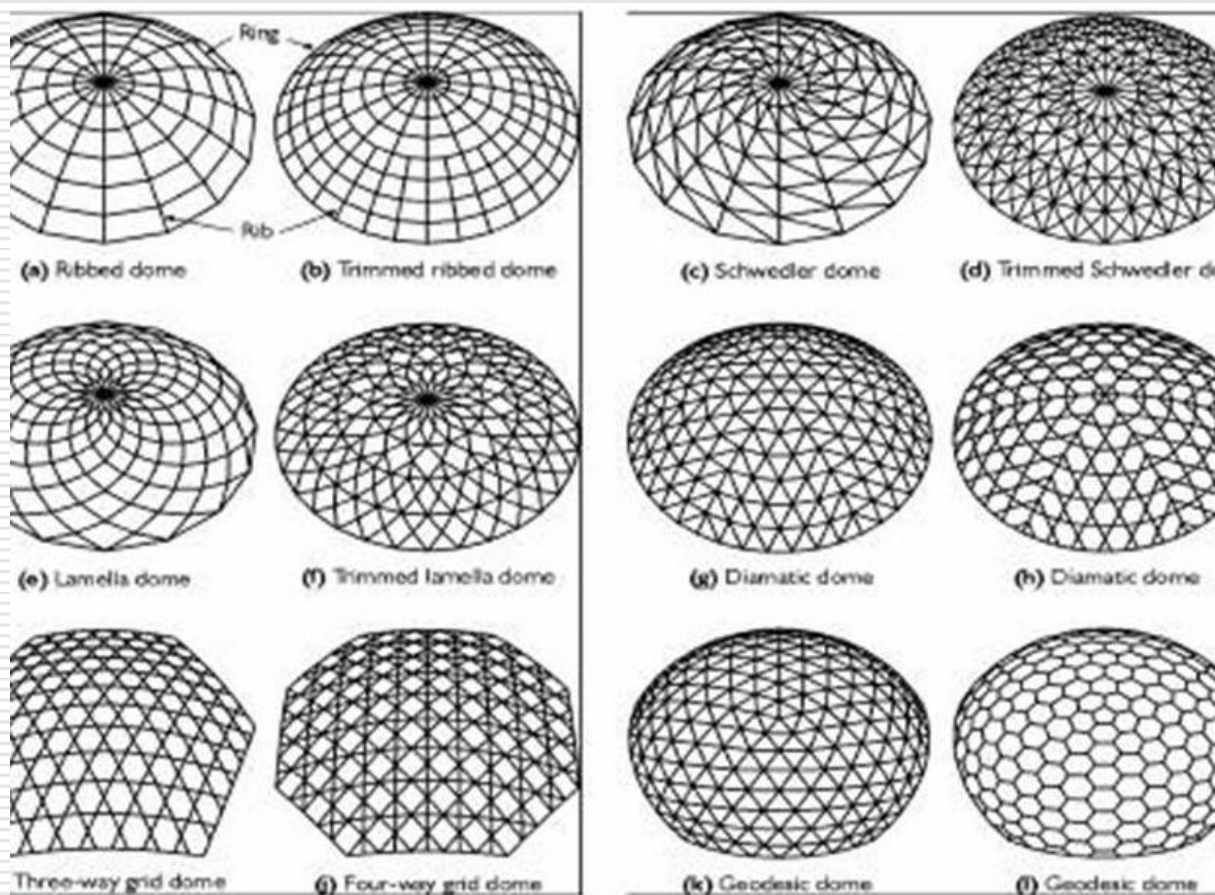 Ring
Rib
(a) Ribbed dome
(b) Trimmed ribbed dome
(c) Schwedler dome
(d) Trimmed Schwedler do
(e) Lamella dome
(f) Trimmed lamella dome
(g) Diamatic dome
(h) Diamatic dome
Three-way grid dome
(j) Four-way grid dome
(k) Geodesic dome
(l) Geodesic dome